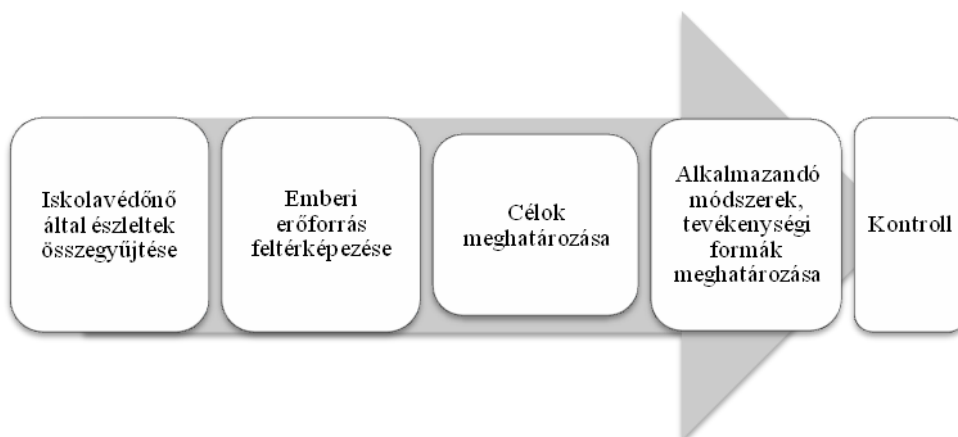 Iskolavédőnő
által észleltek
összegyűjtése
Emberi
erőforrás
feltérképezése
Célok
meghatározása
Alkalmazandó
módszerek,
tevékenységi
formák
meghatározása
Kontroll